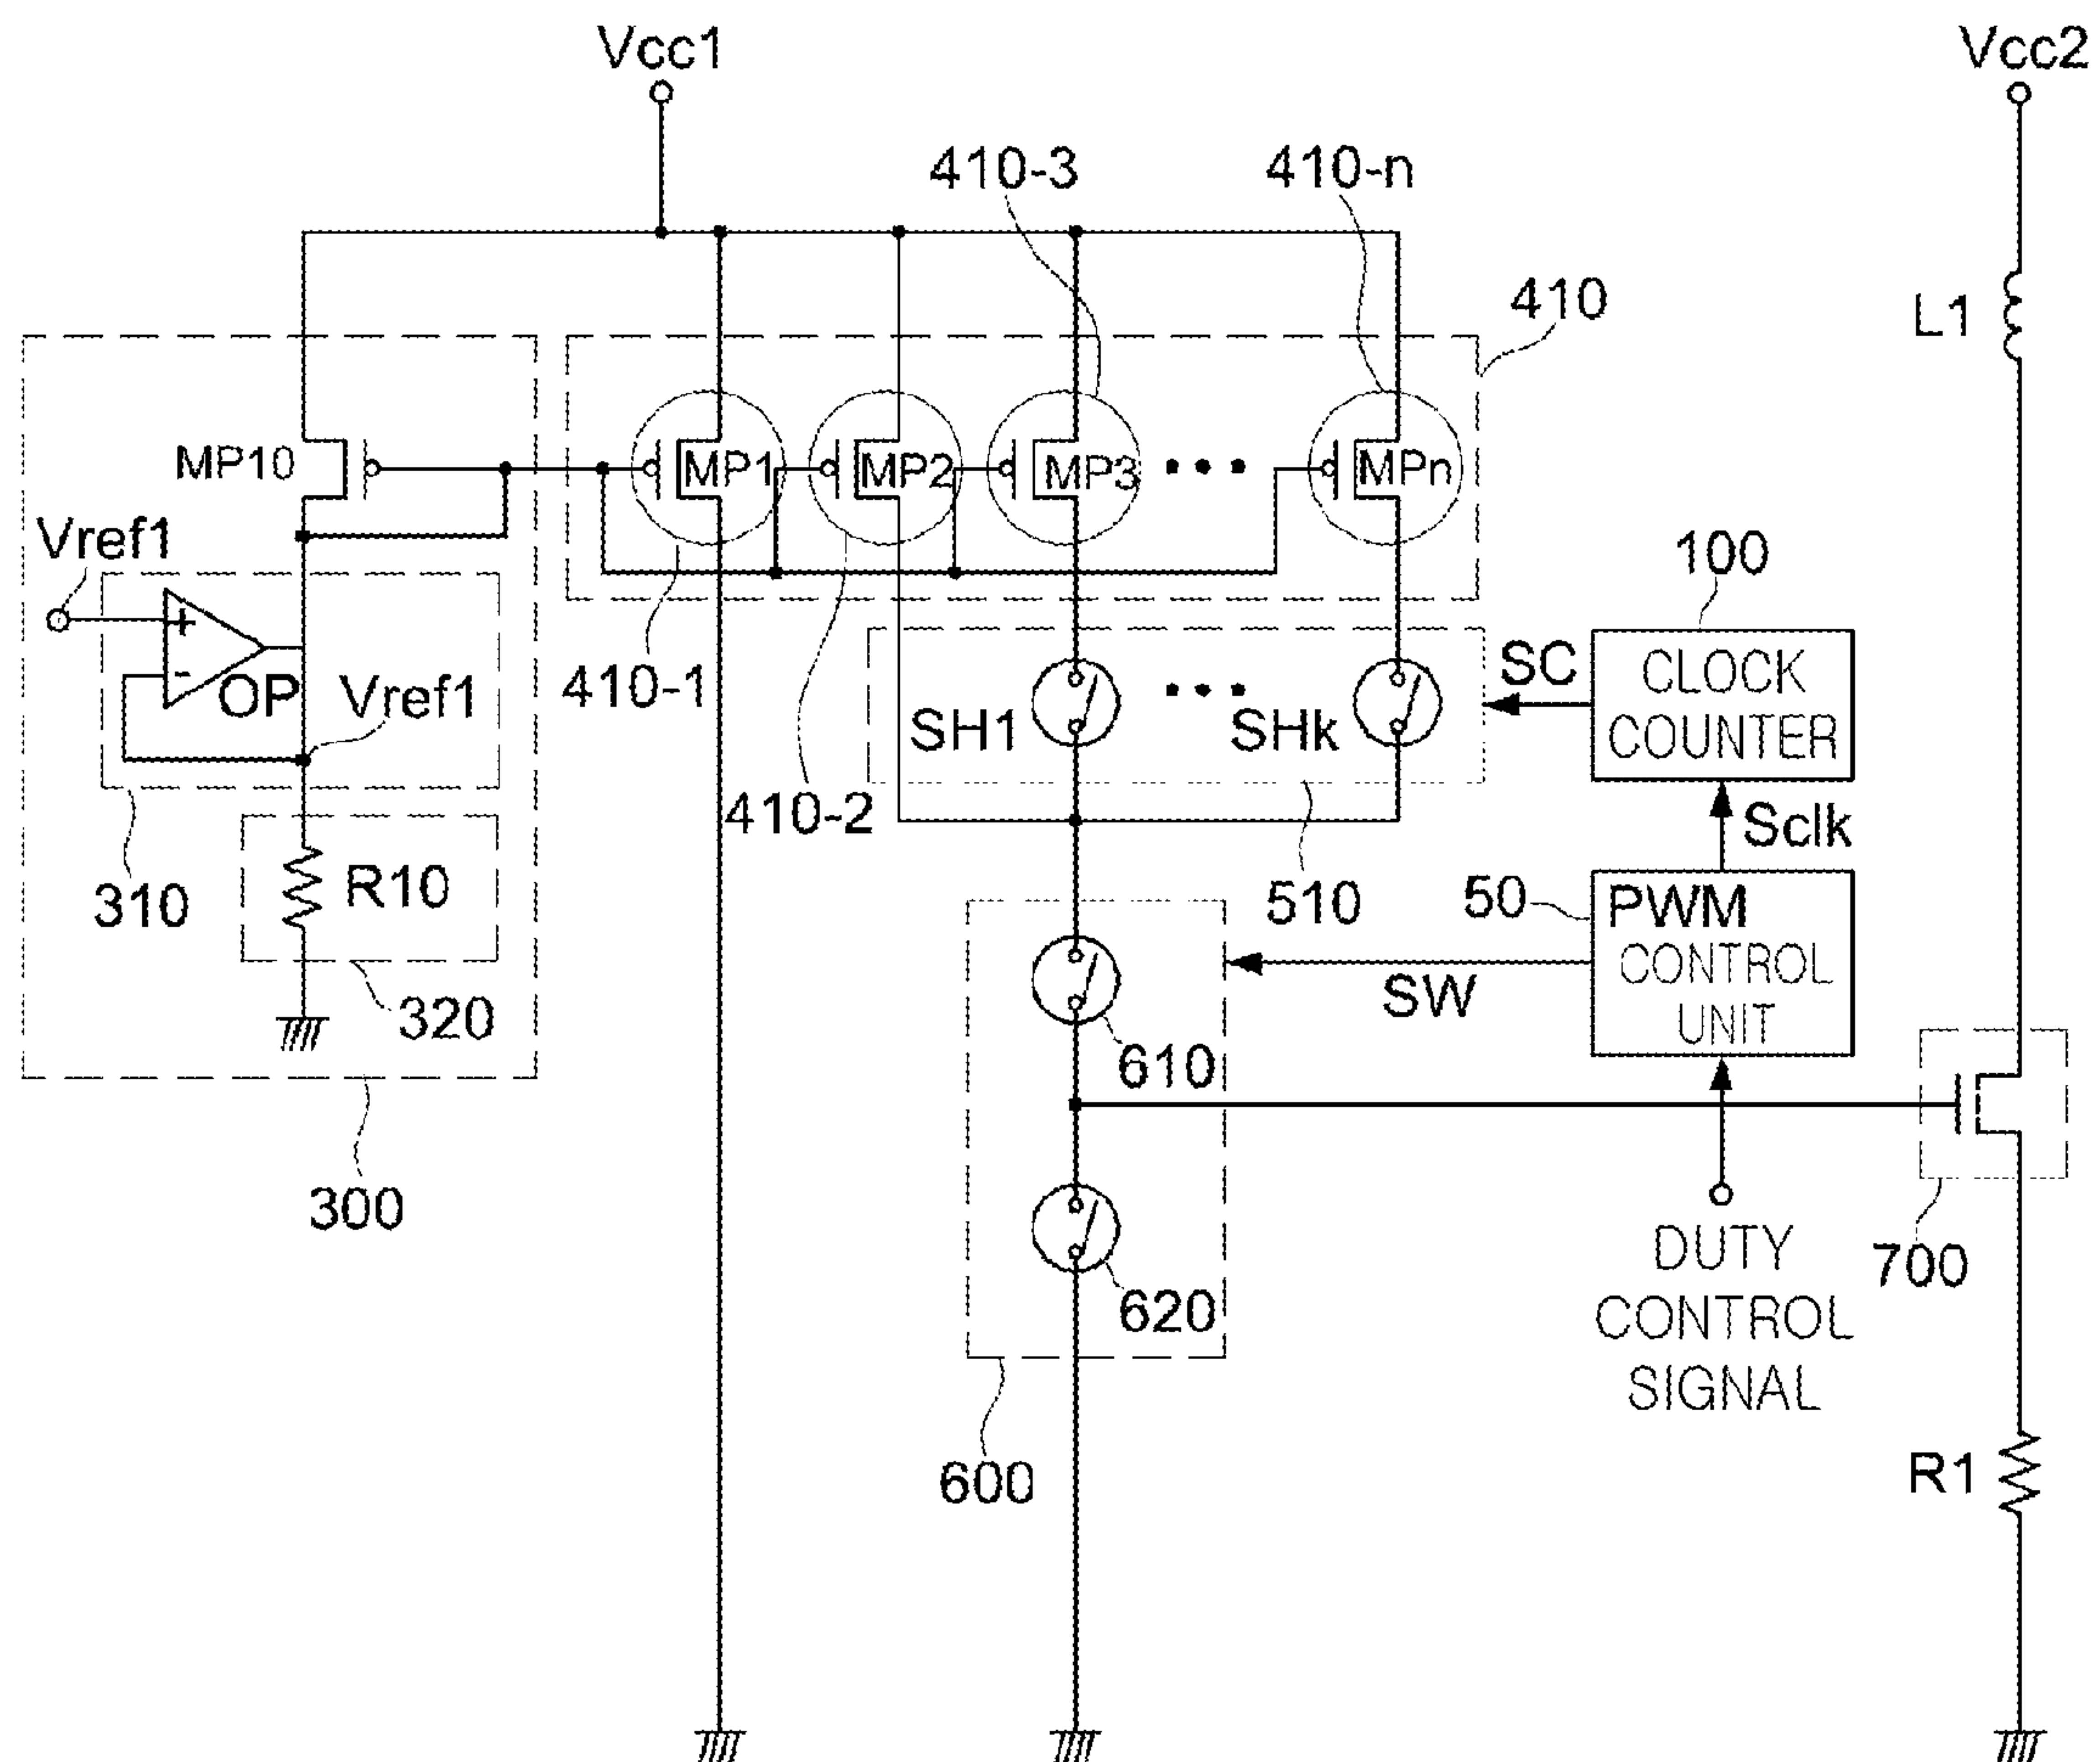 Vcc1
Vcc2
410-3
410-n
410
L1
MP10
MP1
MP2
MP3
MPn
Vref1
100
+
-
OP
Vref1
410-1
SH1
SHk
SC
CLOCK
COUNTER
410-2
Sclk
310
R10
510
50
PWM
CONTROL
UNIT
320
SW
610
300
620
DUTY
CONTROL
SIGNAL
700
600
R1